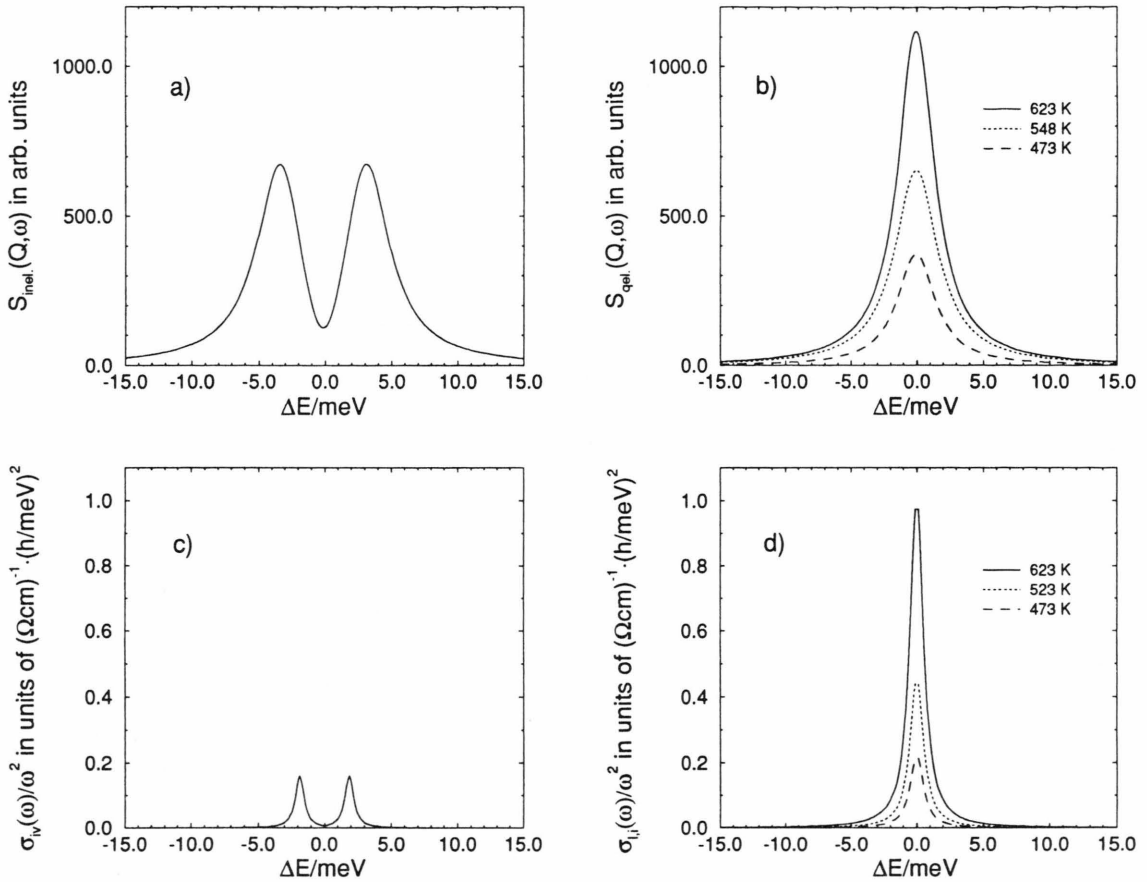 a)
S_inel.(Q,ω) in arb. units
1000.0
500.0
0.0
-15.0 -10.0 -5.0 0.0 5.0 10.0 15.0
ΔE/meV
b)
S_qel.(Q,ω) in arb. units
1000.0
500.0
0.0
623 K
548 K
473 K
-15.0 -10.0 -5.0 0.0 5.0 10.0 15.0
ΔE/meV
c)
σ_iv(ω)/ω² in units of (Ωcm)⁻¹·(h/meV)²
1.0
0.8
0.6
0.4
0.2
0.0
-15.0 -10.0 -5.0 0.0 5.0 10.0 15.0
ΔE/meV
d)
σ_i,i(ω)/ω² in units of (Ωcm)⁻¹·(h/meV)²
1.0
0.8
0.6
0.4
0.2
0.0
623 K
523 K
473 K
-15.0 -10.0 -5.0 0.0 5.0 10.0 15.0
ΔE/meV